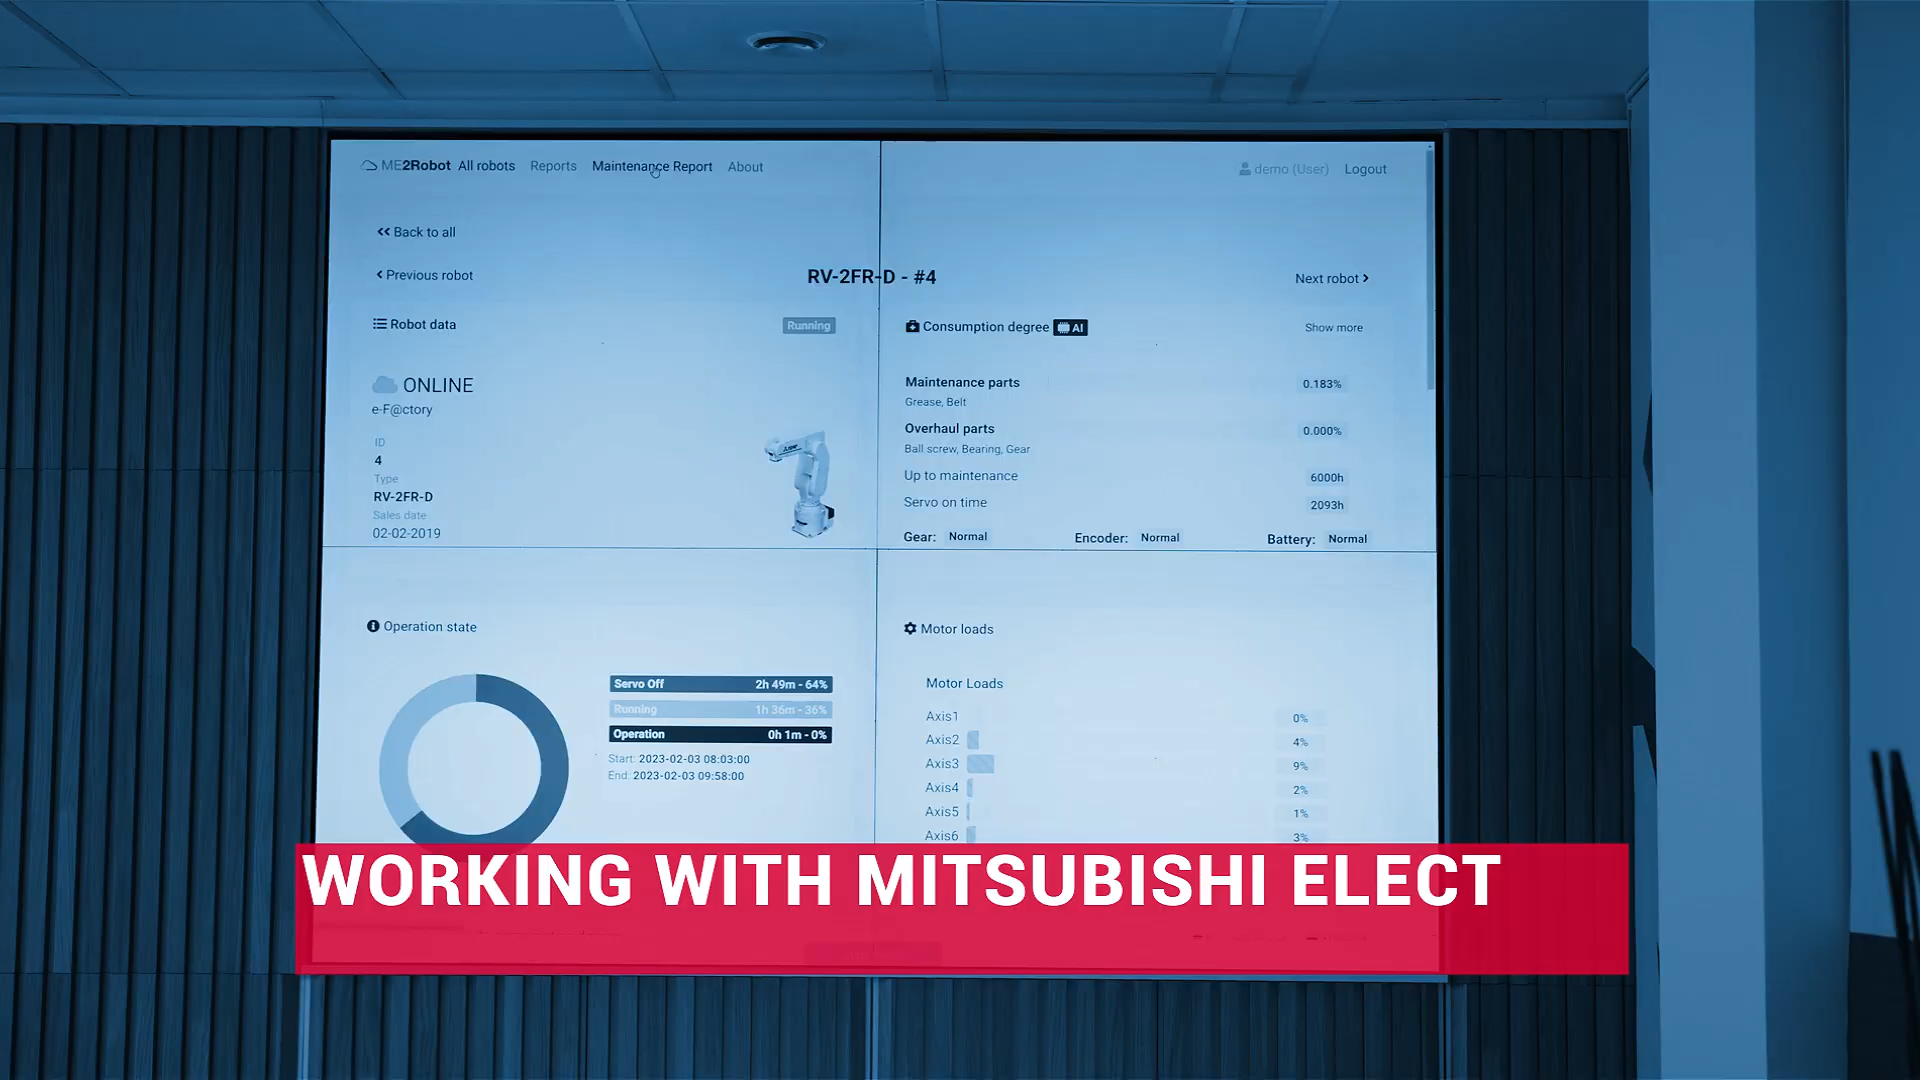 ME2Robot All robots Reports Maintenance Report About demo (User) Logout
Back to all
Previous robot
RV-2FR-D - #4
Next robot
Robot data
Running
ONLINE
e-F@ctory
ID
4
Type
RV-2FR-D
Sales date
02-02-2019
Consumption degree AI
Show more
Maintenance parts 0.183%
Grease, Belt
Overhaul parts 0.000%
Ball screw, Bearing, Gear
Up to maintenance 6000h
Servo on time 2093h
Gear: Normal Encoder: Normal Battery: Normal
Operation state
Servo Off 2h 49m - 64%
Running 1h 36m - 36%
Operation 0h 1m - 0%
Start: 2023-02-03 08:03:00
End: 2023-02-03 09:58:00
Motor loads
Motor Loads
Axis1 0%
Axis2 4%
Axis3 9%
Axis4 2%
Axis5 1%
Axis6 3%
WORKING WITH MITSUBISHI ELECT